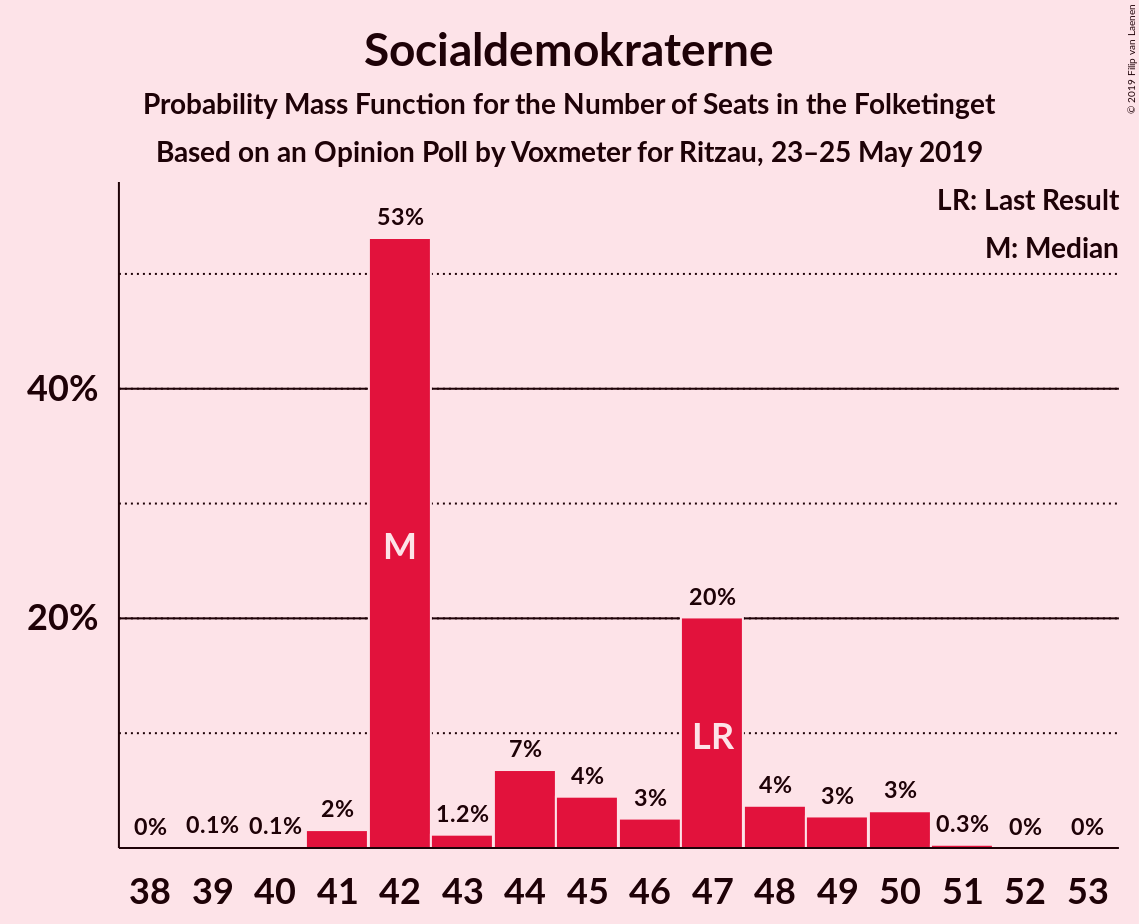 Socialdemokraterne
Probability Mass Function for the Number of Seats in the Folketinget
Based on an Opinion Poll by Voxmeter for Ritzau, 23–25 May 2019
© 2019 Filip van Laenen
LR: Last Result
M: Median
40%
20%
0% 0.1% 0.1% 2% 53% 1.2% 7% 4% 3% 20% 4% 3% 3% 0.3% 0% 0%
M
LR
38 39 40 41 42 43 44 45 46 47 48 49 50 51 52 53